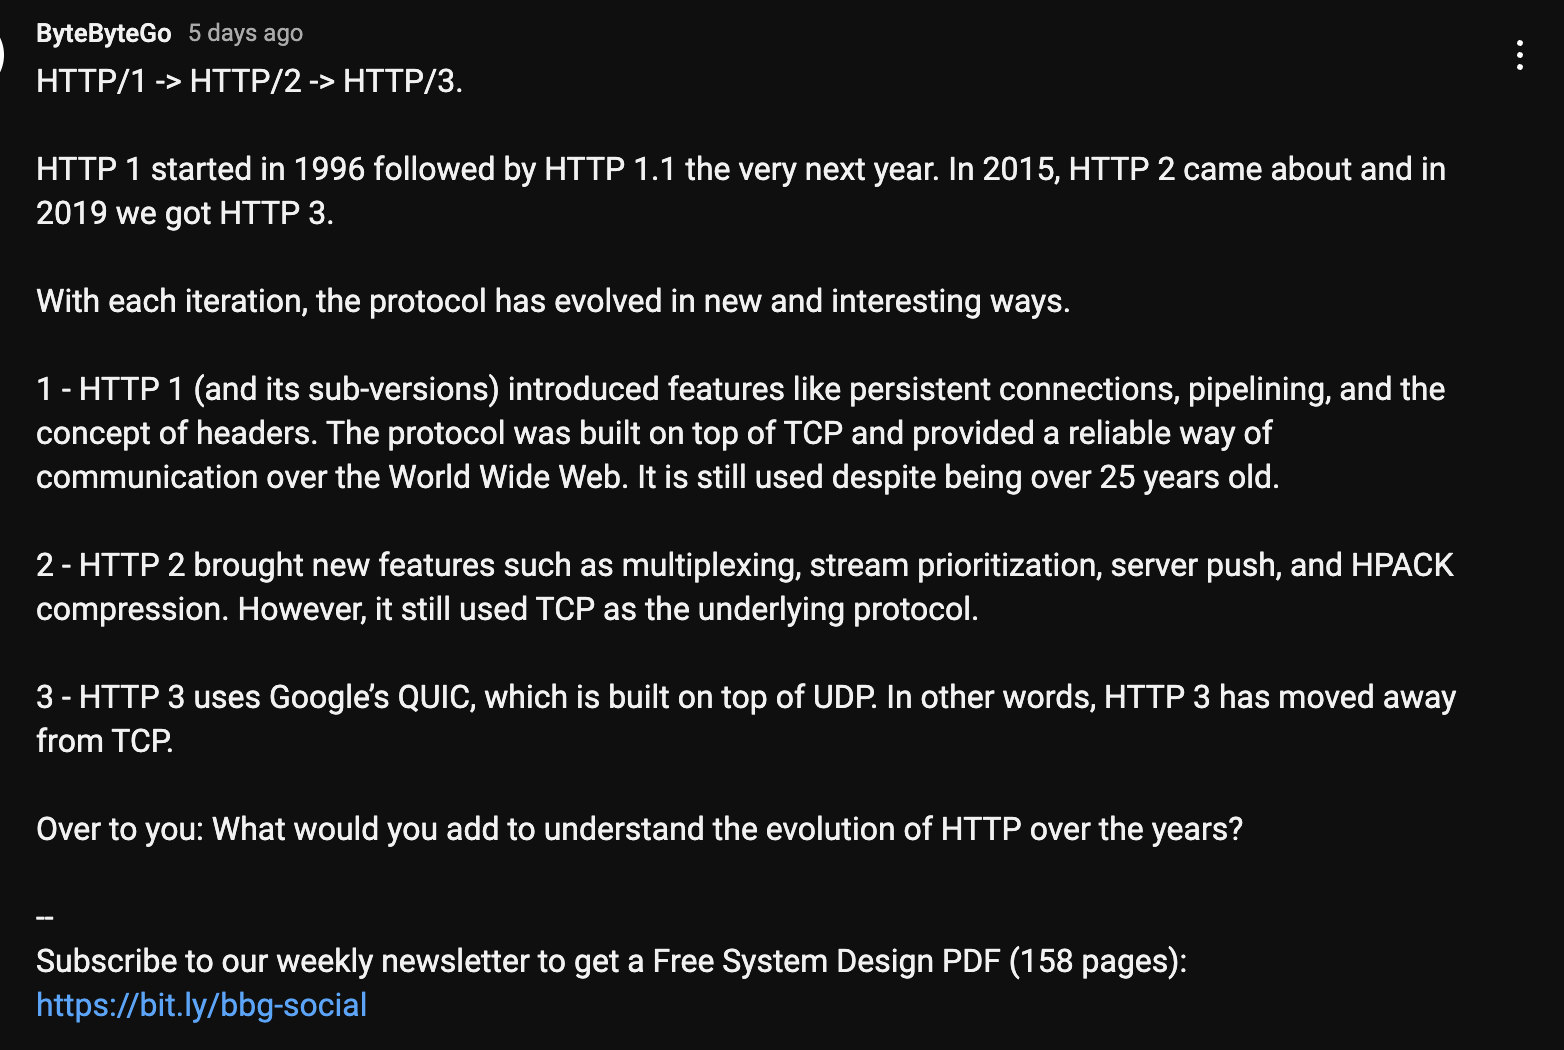 ByteByteGo 5 days ago
HTTP/1 -> HTTP/2 -> HTTP/3.
HTTP 1 started in 1996 followed by HTTP 1.1 the very next year. In 2015, HTTP 2 came about and in
2019 we got HTTP 3.
With each iteration, the protocol has evolved in new and interesting ways.
1 - HTTP 1 (and its sub-versions) introduced features like persistent connections, pipelining, and the
concept of headers. The protocol was built on top of TCP and provided a reliable way of
communication over the World Wide Web. It is still used despite being over 25 years old.
2 - HTTP 2 brought new features such as multiplexing, stream prioritization, server push, and HPACK
compression. However, it still used TCP as the underlying protocol.
3 - HTTP 3 uses Google’s QUIC, which is built on top of UDP. In other words, HTTP 3 has moved away
from TCP.
Over to you: What would you add to understand the evolution of HTTP over the years?
--
Subscribe to our weekly newsletter to get a Free System Design PDF (158 pages):
https://bit.ly/bbg-social